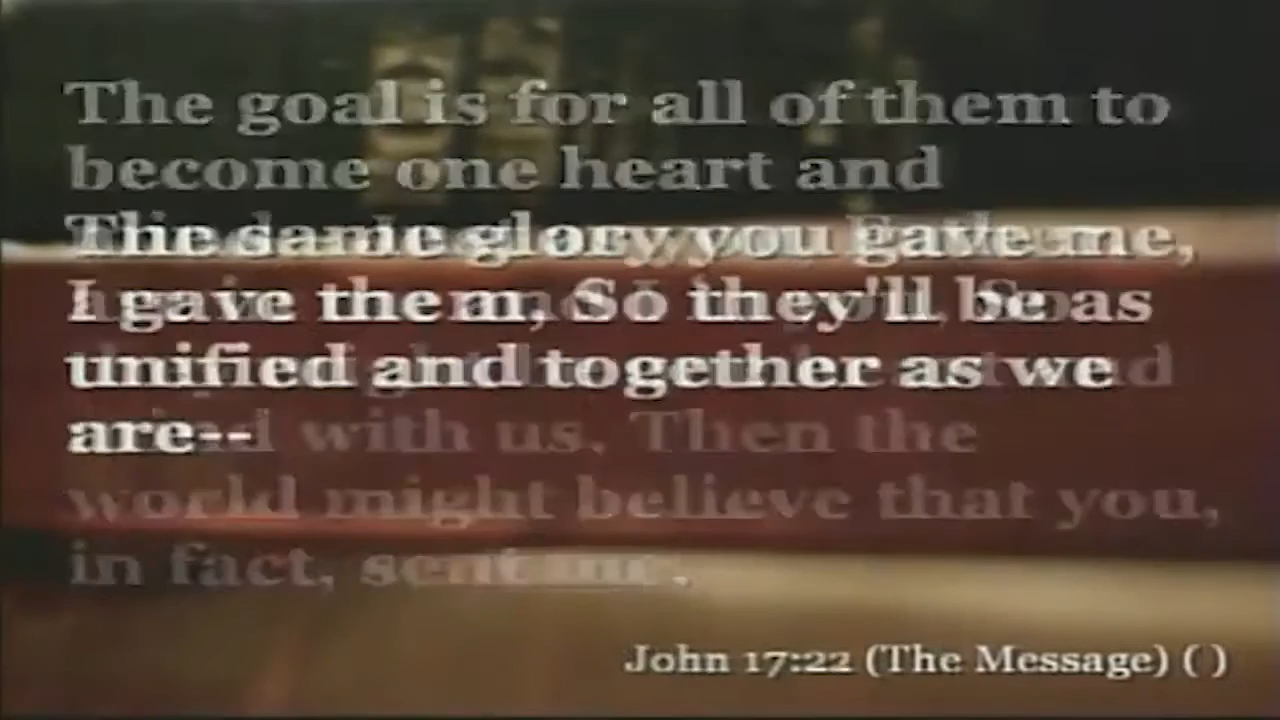 The goal is for all of them to
become one heart and
The same glory you gave me,
I gave them, So they'll be as
unified and together as we
are--
with us. Then the
world might believe that you,
in fact, sent me.
John 17:22 (The Message) ( )